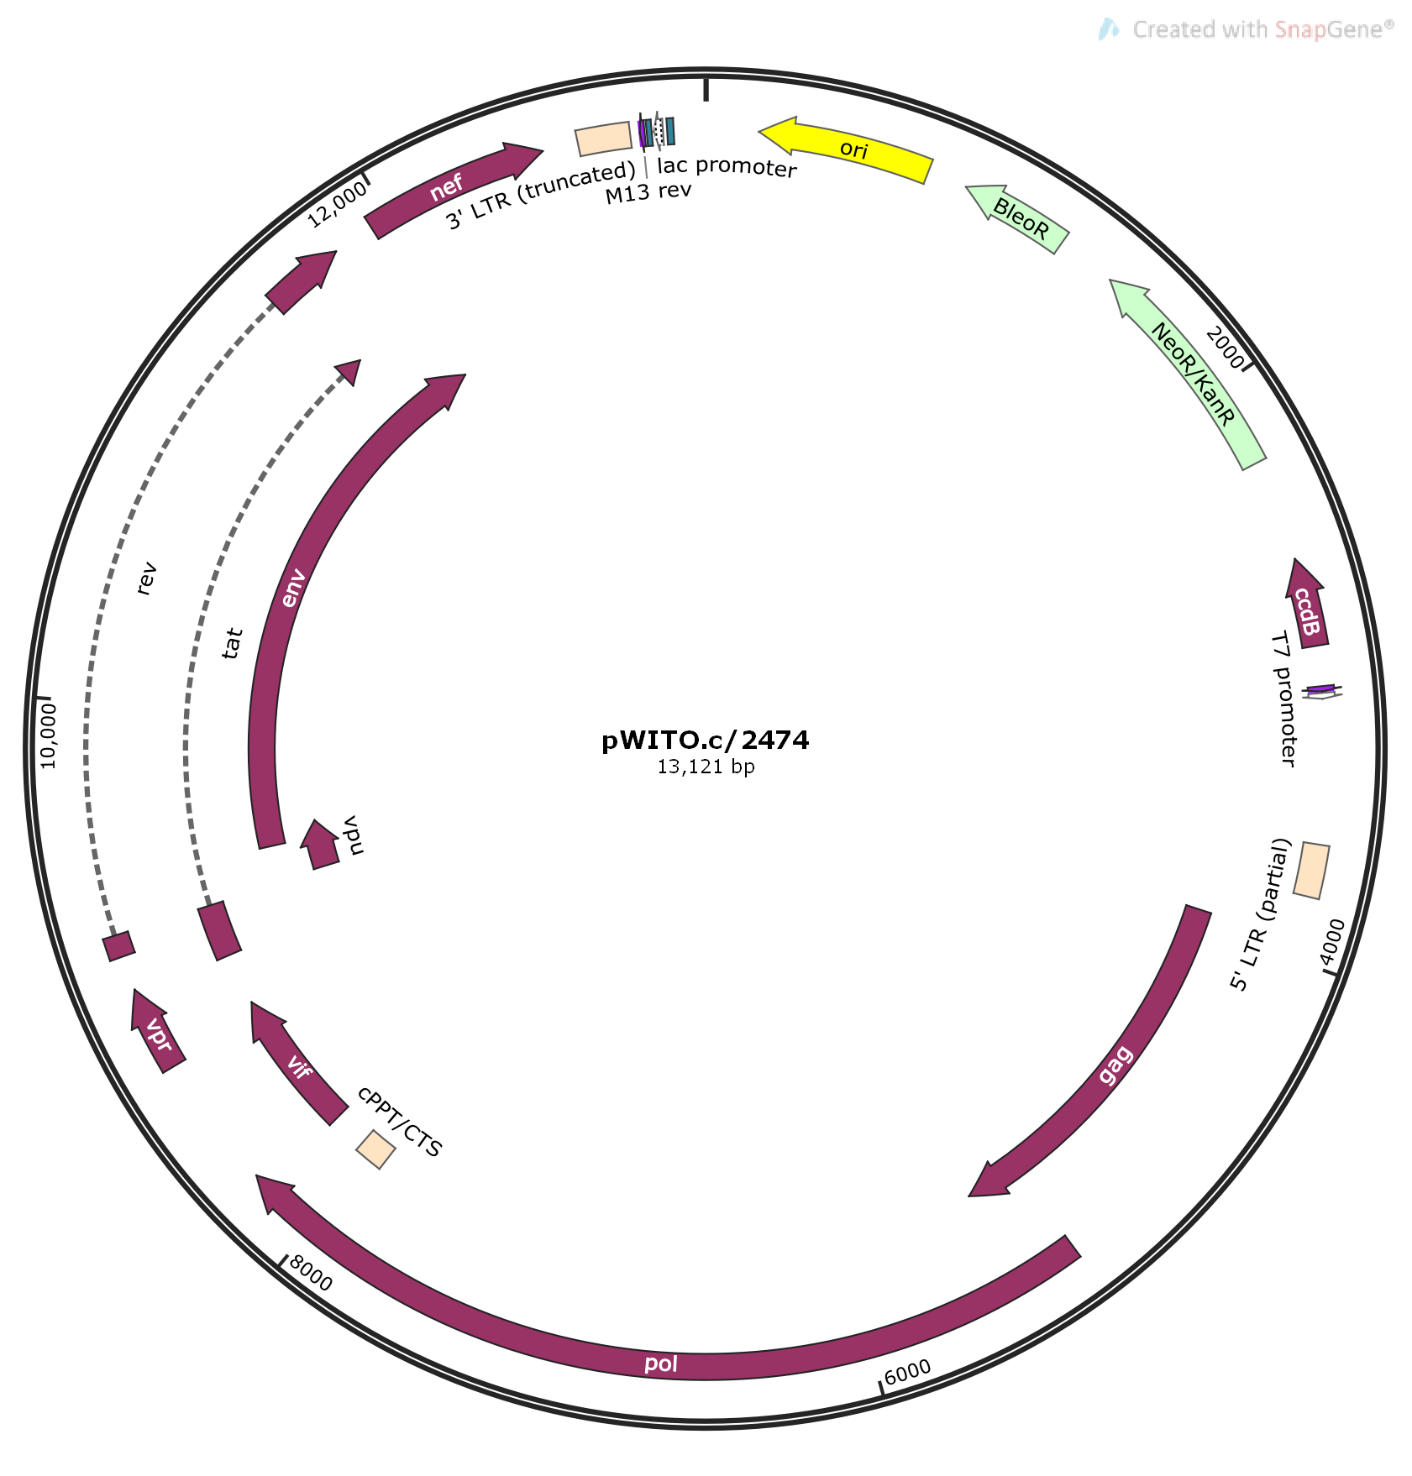 Created with SnapGene®
ori
BleoR
NeoR/KanR
2000
ccdB
T7 promoter
5' LTR (partial)
4000
gag
6000
pol
8000
cPPT/CTS
vif
vpr
vpu
env
tat
rev
10,000
12,000
nef
3' LTR (truncated)
M13 rev
lac promoter
pWITO.c/2474
13,121 bp